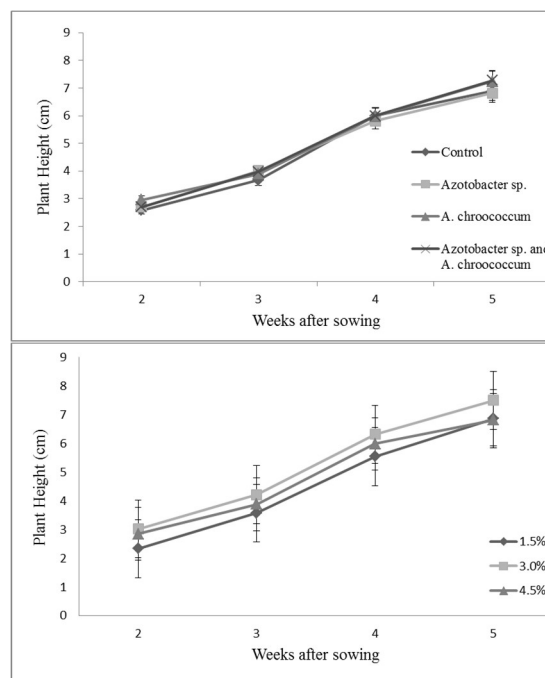 9
8
7
6
5
4
3
2
1
0
Plant Height (cm)
Control
Azotobacter sp.
A. chroococcum
Azotobacter sp. and
A. chroococcum
2 3 4 5
Weeks after sowing
9
8
7
6
5
4
3
2
1
0
Plant Height (cm)
1.5%
3.0%
4.5%
2 3 4 5
Weeks after sowing